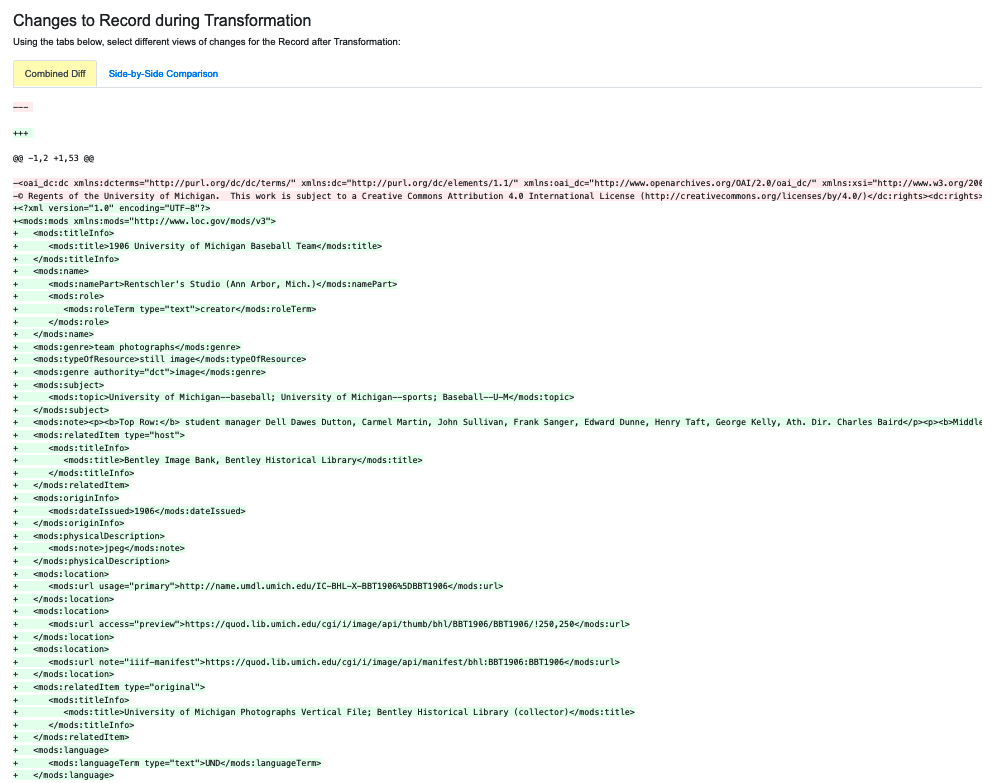 Changes to Record during Transformation
Using the tabs below, select different views of changes for the Record after Transformation:
Combined Diff
Side-by-Side Comparison
---
+++
@@ -1,2 +1,53 @@
-<oai_dc:dc xmlns:dcterms="http://purl.org/dc/dc/terms/" xmlns:dc="http://purl.org/dc/elements/1.1/" xmlns:oai_dc="http://www.openarchives.org/OAI/2.0/oai_dc/" xmlns:xsi="http://www.w3.org/200
-© Regents of the University of Michigan.  This work is subject to a Creative Commons Attribution 4.0 International License (http://creativecommons.org/licenses/by/4.0/)</dc:rights><dc:rights>
+<?xml version="1.0" encoding="UTF-8"?>
+<mods:mods xmlns:mods="http://www.loc.gov/mods/v3">
+   <mods:titleInfo>
+      <mods:title>1906 University of Michigan Baseball Team</mods:title>
+   </mods:titleInfo>
+   <mods:name>
+      <mods:namePart>Rentschler's Studio (Ann Arbor, Mich.)</mods:namePart>
+      <mods:role>
+         <mods:roleTerm type="text">creator</mods:roleTerm>
+      </mods:role>
+   </mods:name>
+   <mods:genre>team photographs</mods:genre>
+   <mods:typeOfResource>still image</mods:typeOfResource>
+   <mods:genre authority="dct">image</mods:genre>
+   <mods:subject>
+      <mods:topic>University of Michigan--baseball; University of Michigan--sports; Baseball--U-M</mods:topic>
+   </mods:subject>
+   <mods:note><p><b>Top Row:</b> student manager Dell Dawes Dutton, Carmel Martin, John Sullivan, Frank Sanger, Edward Dunne, Henry Taft, George Kelly, Ath. Dir. Charles Baird</p><p><b>Middle
+   <mods:relatedItem type="host">
+      <mods:titleInfo>
+         <mods:title>Bentley Image Bank, Bentley Historical Library</mods:title>
+      </mods:titleInfo>
+   </mods:relatedItem>
+   <mods:originInfo>
+      <mods:dateIssued>1906</mods:dateIssued>
+   </mods:originInfo>
+   <mods:physicalDescription>
+      <mods:note>jpeg</mods:note>
+   </mods:physicalDescription>
+   <mods:location>
+      <mods:url usage="primary">http://name.umdl.umich.edu/IC-BHL-X-BBT1906%5DBBT1906</mods:url>
+   </mods:location>
+   <mods:location>
+      <mods:url access="preview">https://quod.lib.umich.edu/cgi/i/image/api/thumb/bhl/BBT1906/BBT1906/!250,250</mods:url>
+   </mods:location>
+   <mods:location>
+      <mods:url note="iiif-manifest">https://quod.lib.umich.edu/cgi/i/image/api/manifest/bhl:BBT1906:BBT1906</mods:url>
+   </mods:location>
+   <mods:relatedItem type="original">
+      <mods:titleInfo>
+         <mods:title>University of Michigan Photographs Vertical File; Bentley Historical Library (collector)</mods:title>
+      </mods:titleInfo>
+   </mods:relatedItem>
+   <mods:language>
+      <mods:languageTerm type="text">UND</mods:languageTerm>
+   </mods:language>